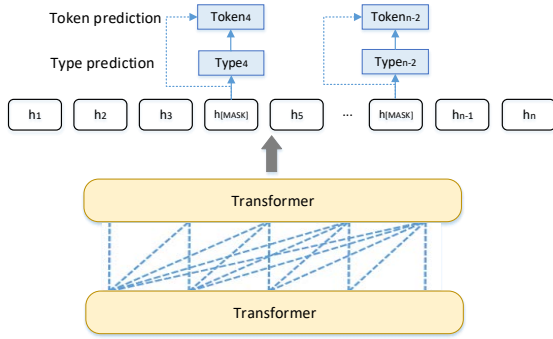 Token prediction Token4 Tokenn-2
Type prediction Type4 Typen-2
h1 h2 h3 h[MASK] h5 ... h[MASK] hn-1 hn
Transformer
Transformer